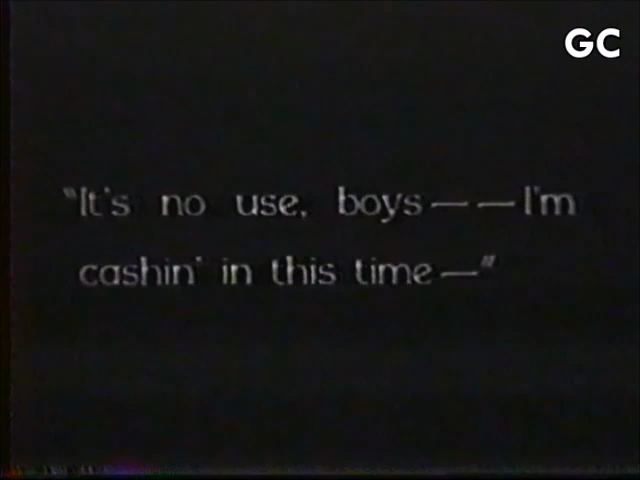 GC
"It's no use, boys — — I'm
cashin' in this time —"